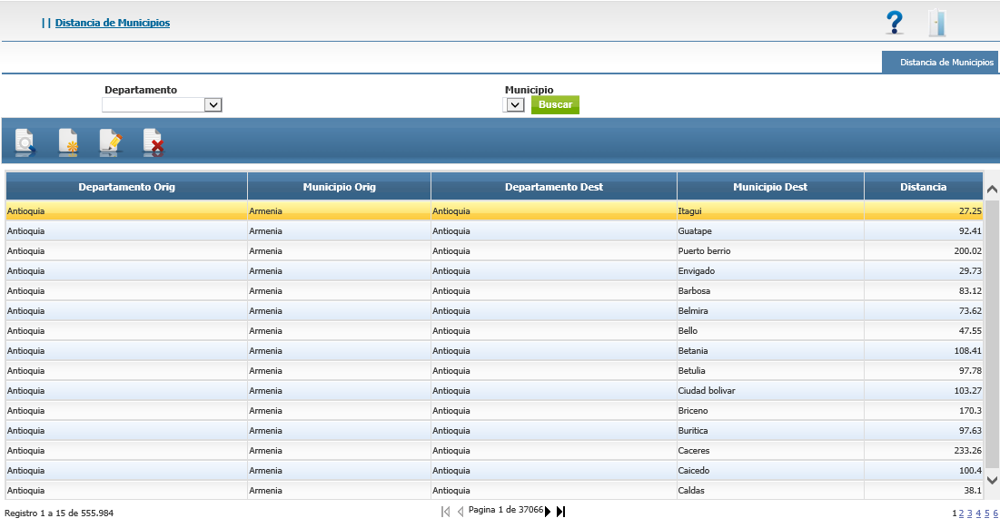 || Distancia de Municipios
?
Distancia de Municipios
Departamento Municipio
Buscar
Departamento Orig Municipio Orig Departamento Dest Municipio Dest Distancia
Antioquia Armenia Antioquia Itagui 27.25
Antioquia Armenia Antioquia Guatape 92.41
Antioquia Armenia Antioquia Puerto berrio 200.02
Antioquia Armenia Antioquia Envigado 29.73
Antioquia Armenia Antioquia Barbosa 83.12
Antioquia Armenia Antioquia Belmira 73.62
Antioquia Armenia Antioquia Bello 47.55
Antioquia Armenia Antioquia Betania 108.41
Antioquia Armenia Antioquia Betulia 97.78
Antioquia Armenia Antioquia Ciudad bolivar 103.27
Antioquia Armenia Antioquia Briceno 170.3
Antioquia Armenia Antioquia Buritica 97.63
Antioquia Armenia Antioquia Caceres 233.26
Antioquia Armenia Antioquia Caicedo 100.4
Antioquia Armenia Antioquia Caldas 38.1
Registro 1 a 15 de 555.984 Pagina 1 de 37066 1 2 3 4 5 6